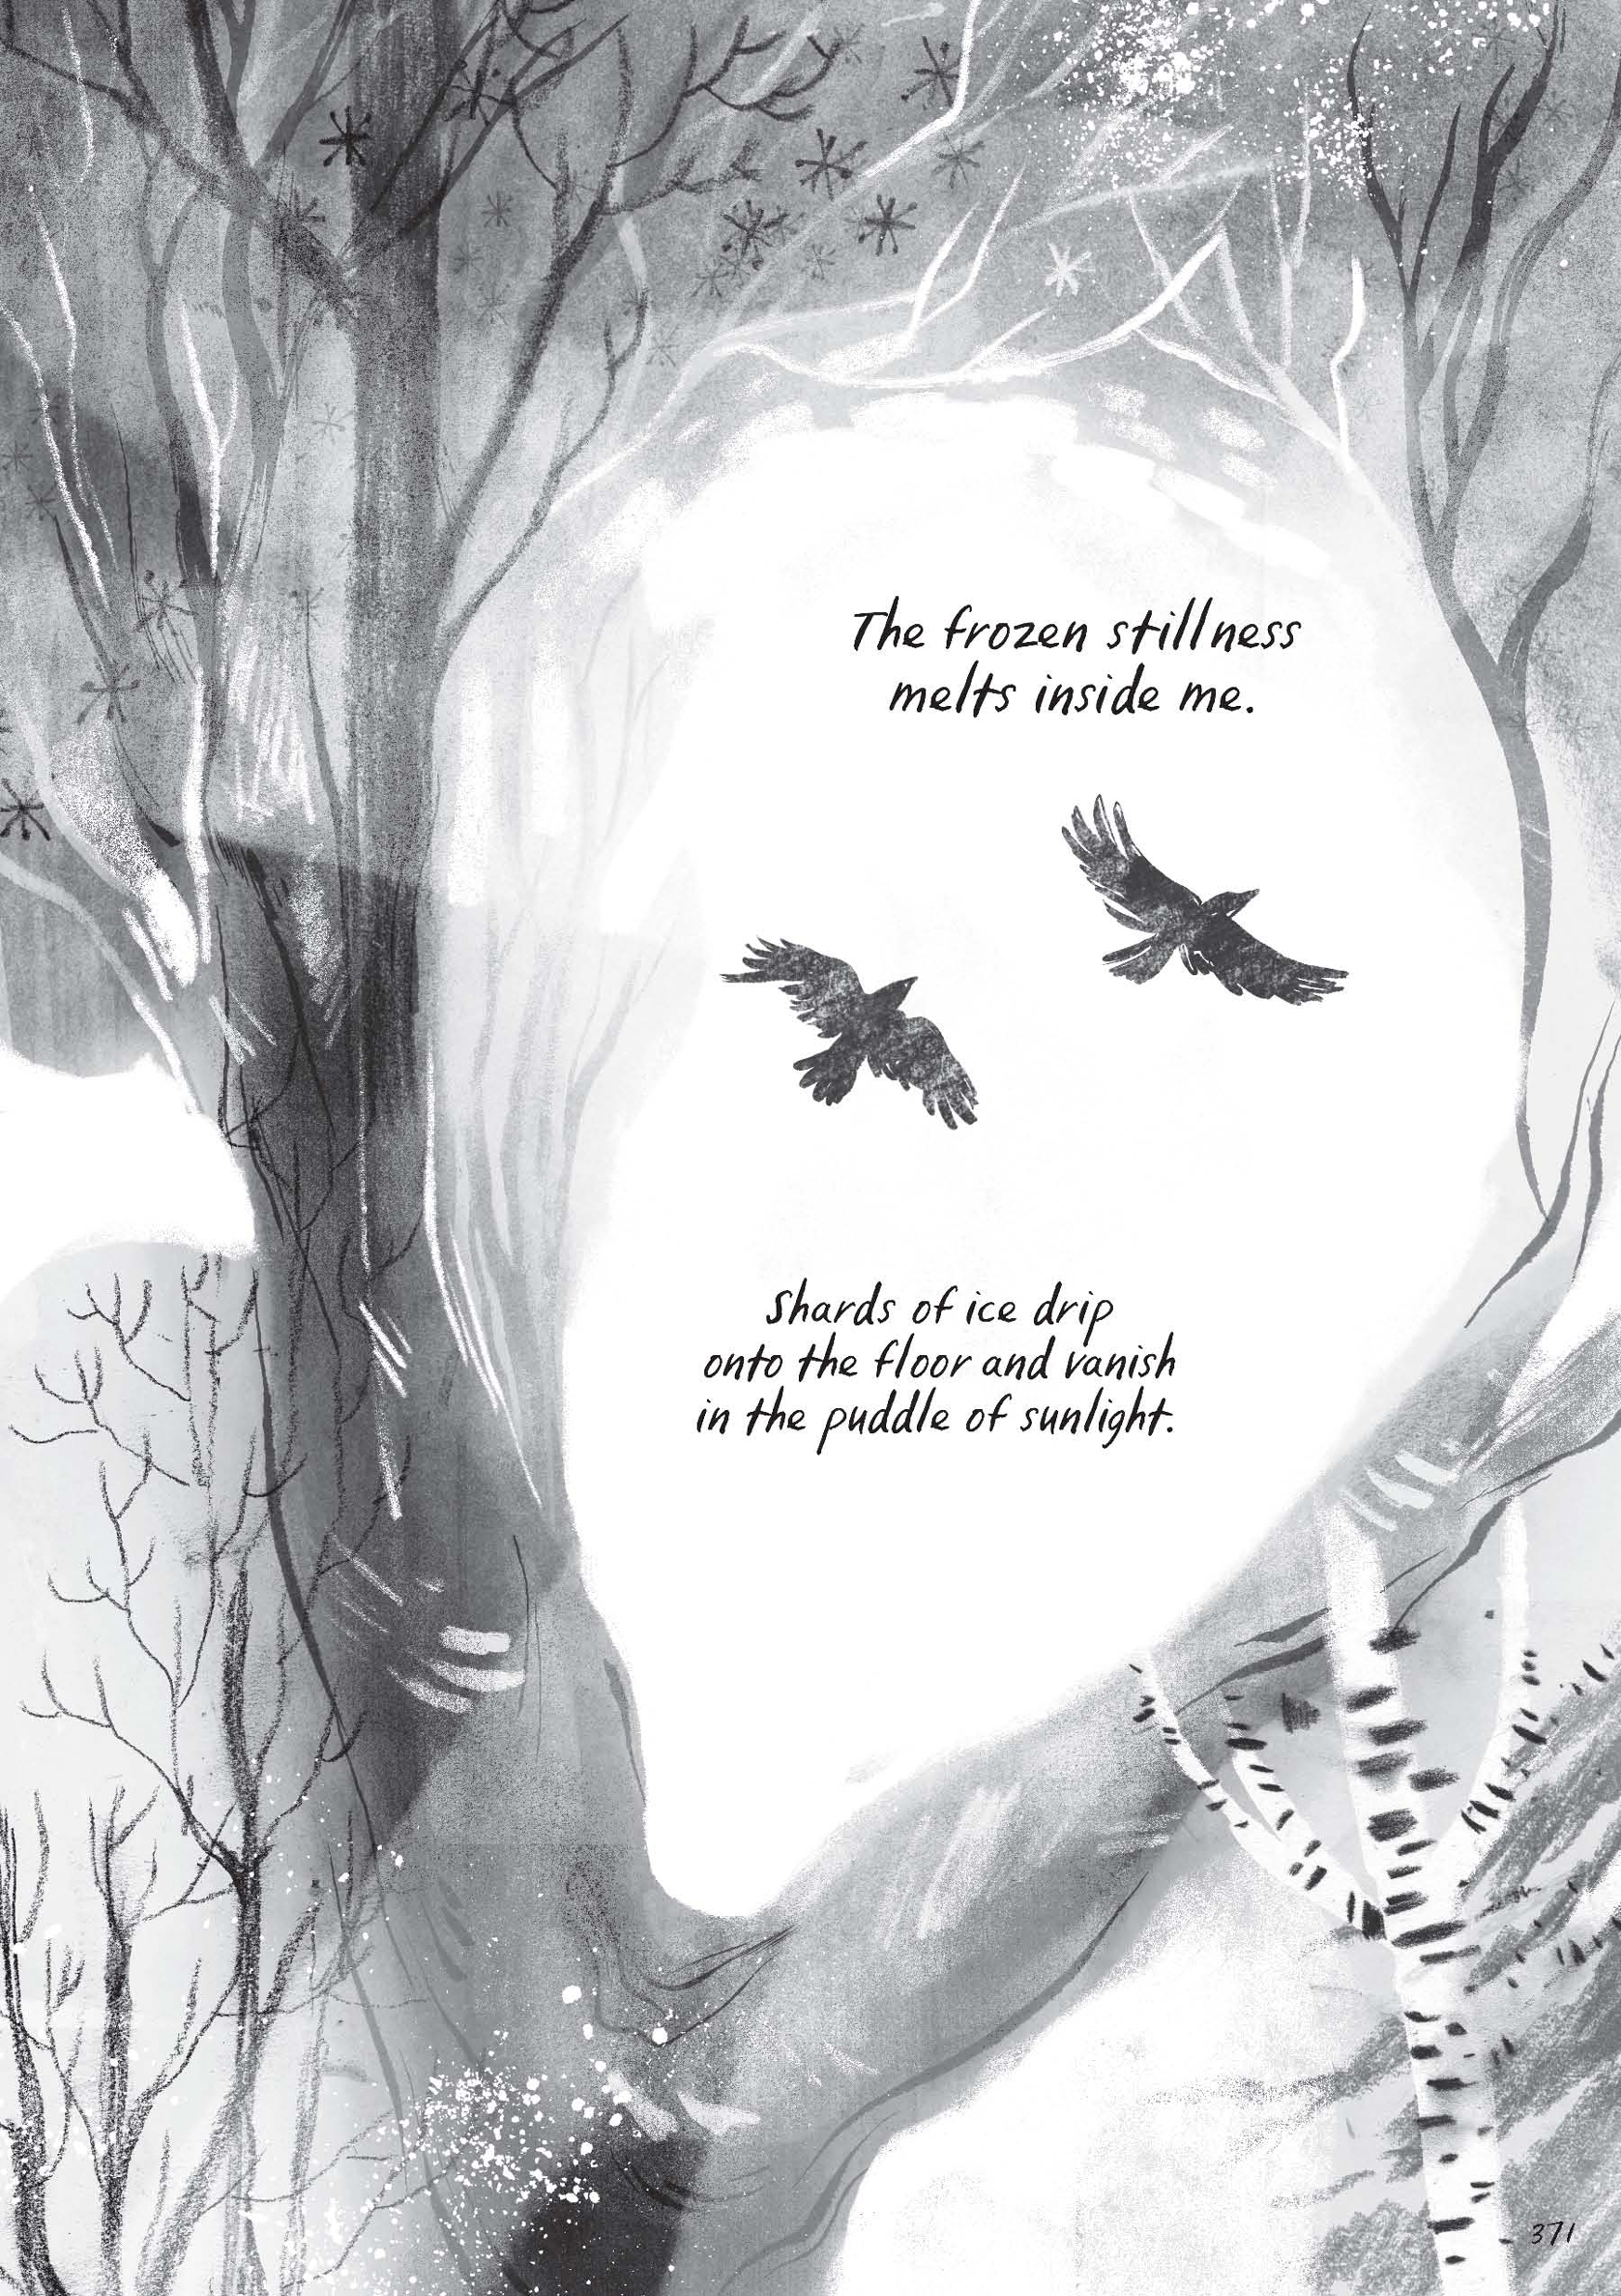 The frozen stillness
melts inside me.
Shards of ice drip
onto the floor and vanish
in the puddle of sunlight.
371